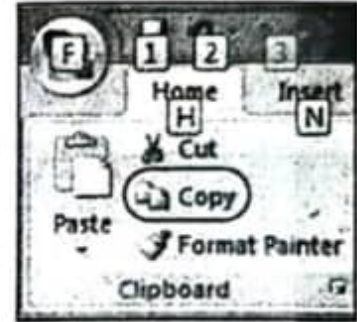 F 1 2 3
Home Insert
H N
Cut
Copy
Paste
Format Painter
Clipboard